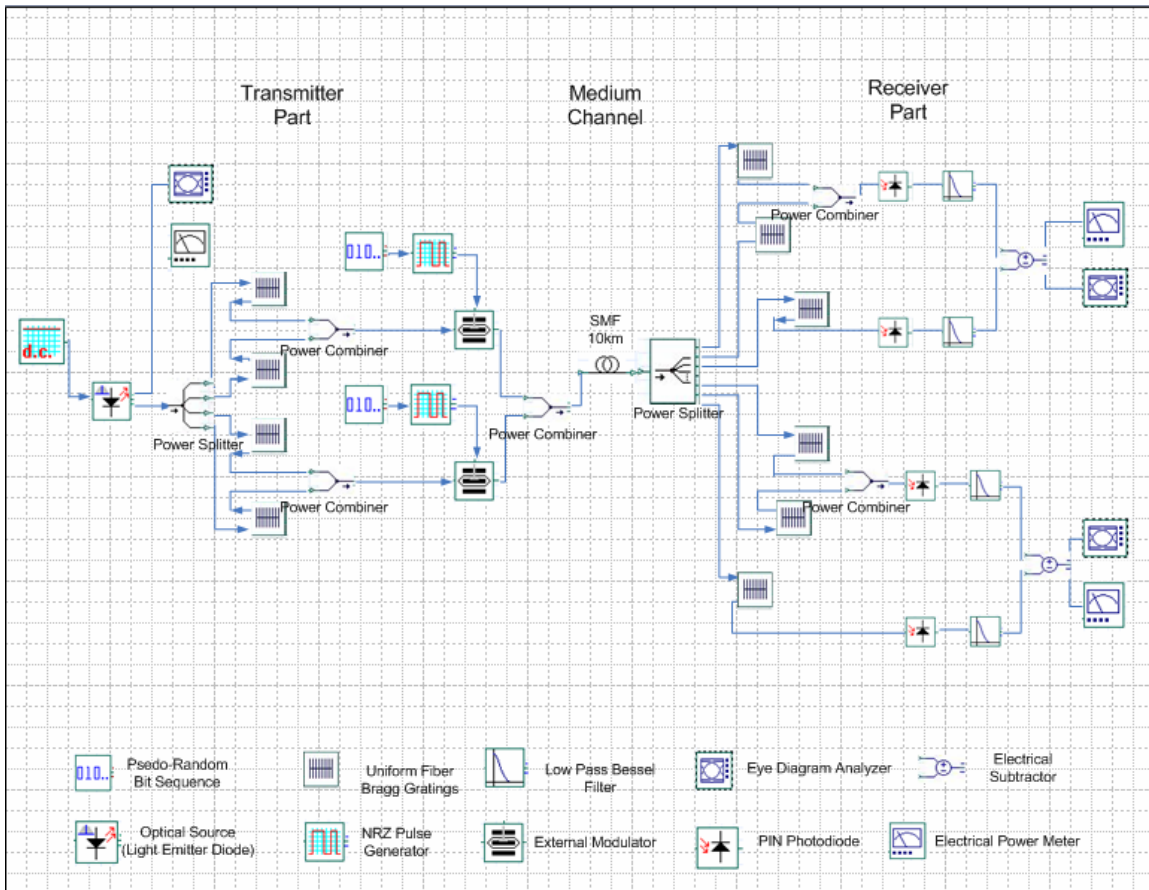 Transmitter
Part
Medium
Channel
Receiver
Part
Power Combiner
010..
SMF
10km
Power Combiner
d.c.
010..
Power Splitter
Power Combiner
Power Splitter
Power Combiner
Power Combiner
010..
Psedo-Random
Bit Sequence
Uniform Fiber
Bragg Gratings
Low Pass Bessel
Filter
Eye Diagram Analyzer
Electrical
Subtractor
Optical Source
(Light Emitter Diode)
NRZ Pulse
Generator
External Modulator
PIN Photodiode
Electrical Power Meter